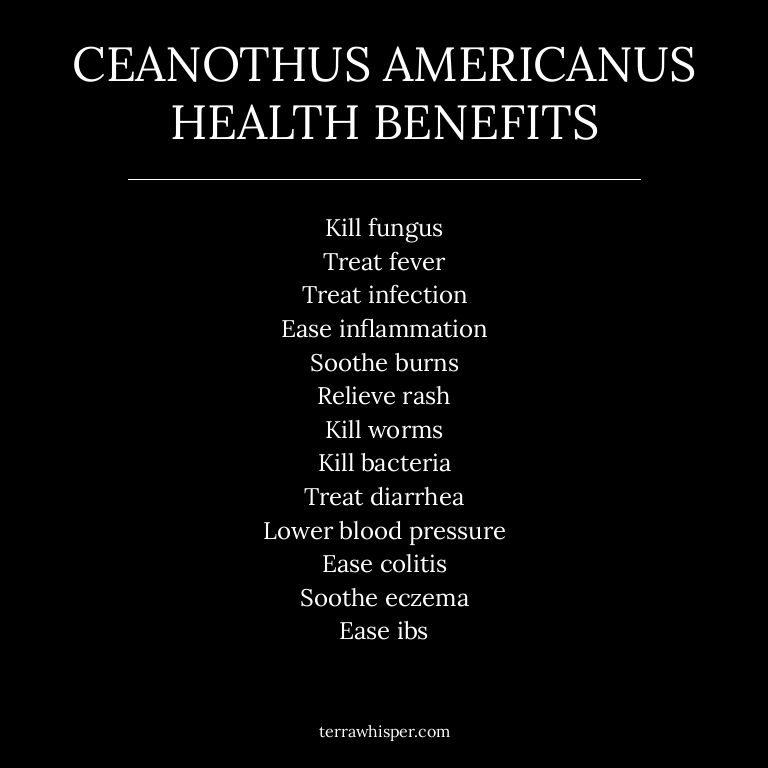 CEANOTHUS AMERICANUS
HEALTH BENEFITS
Kill fungus
Treat fever
Treat infection
Ease inflammation
Soothe burns
Relieve rash
Kill worms
Kill bacteria
Treat diarrhea
Lower blood pressure
Ease colitis
Soothe eczema
Ease ibs
terrawhisper.com